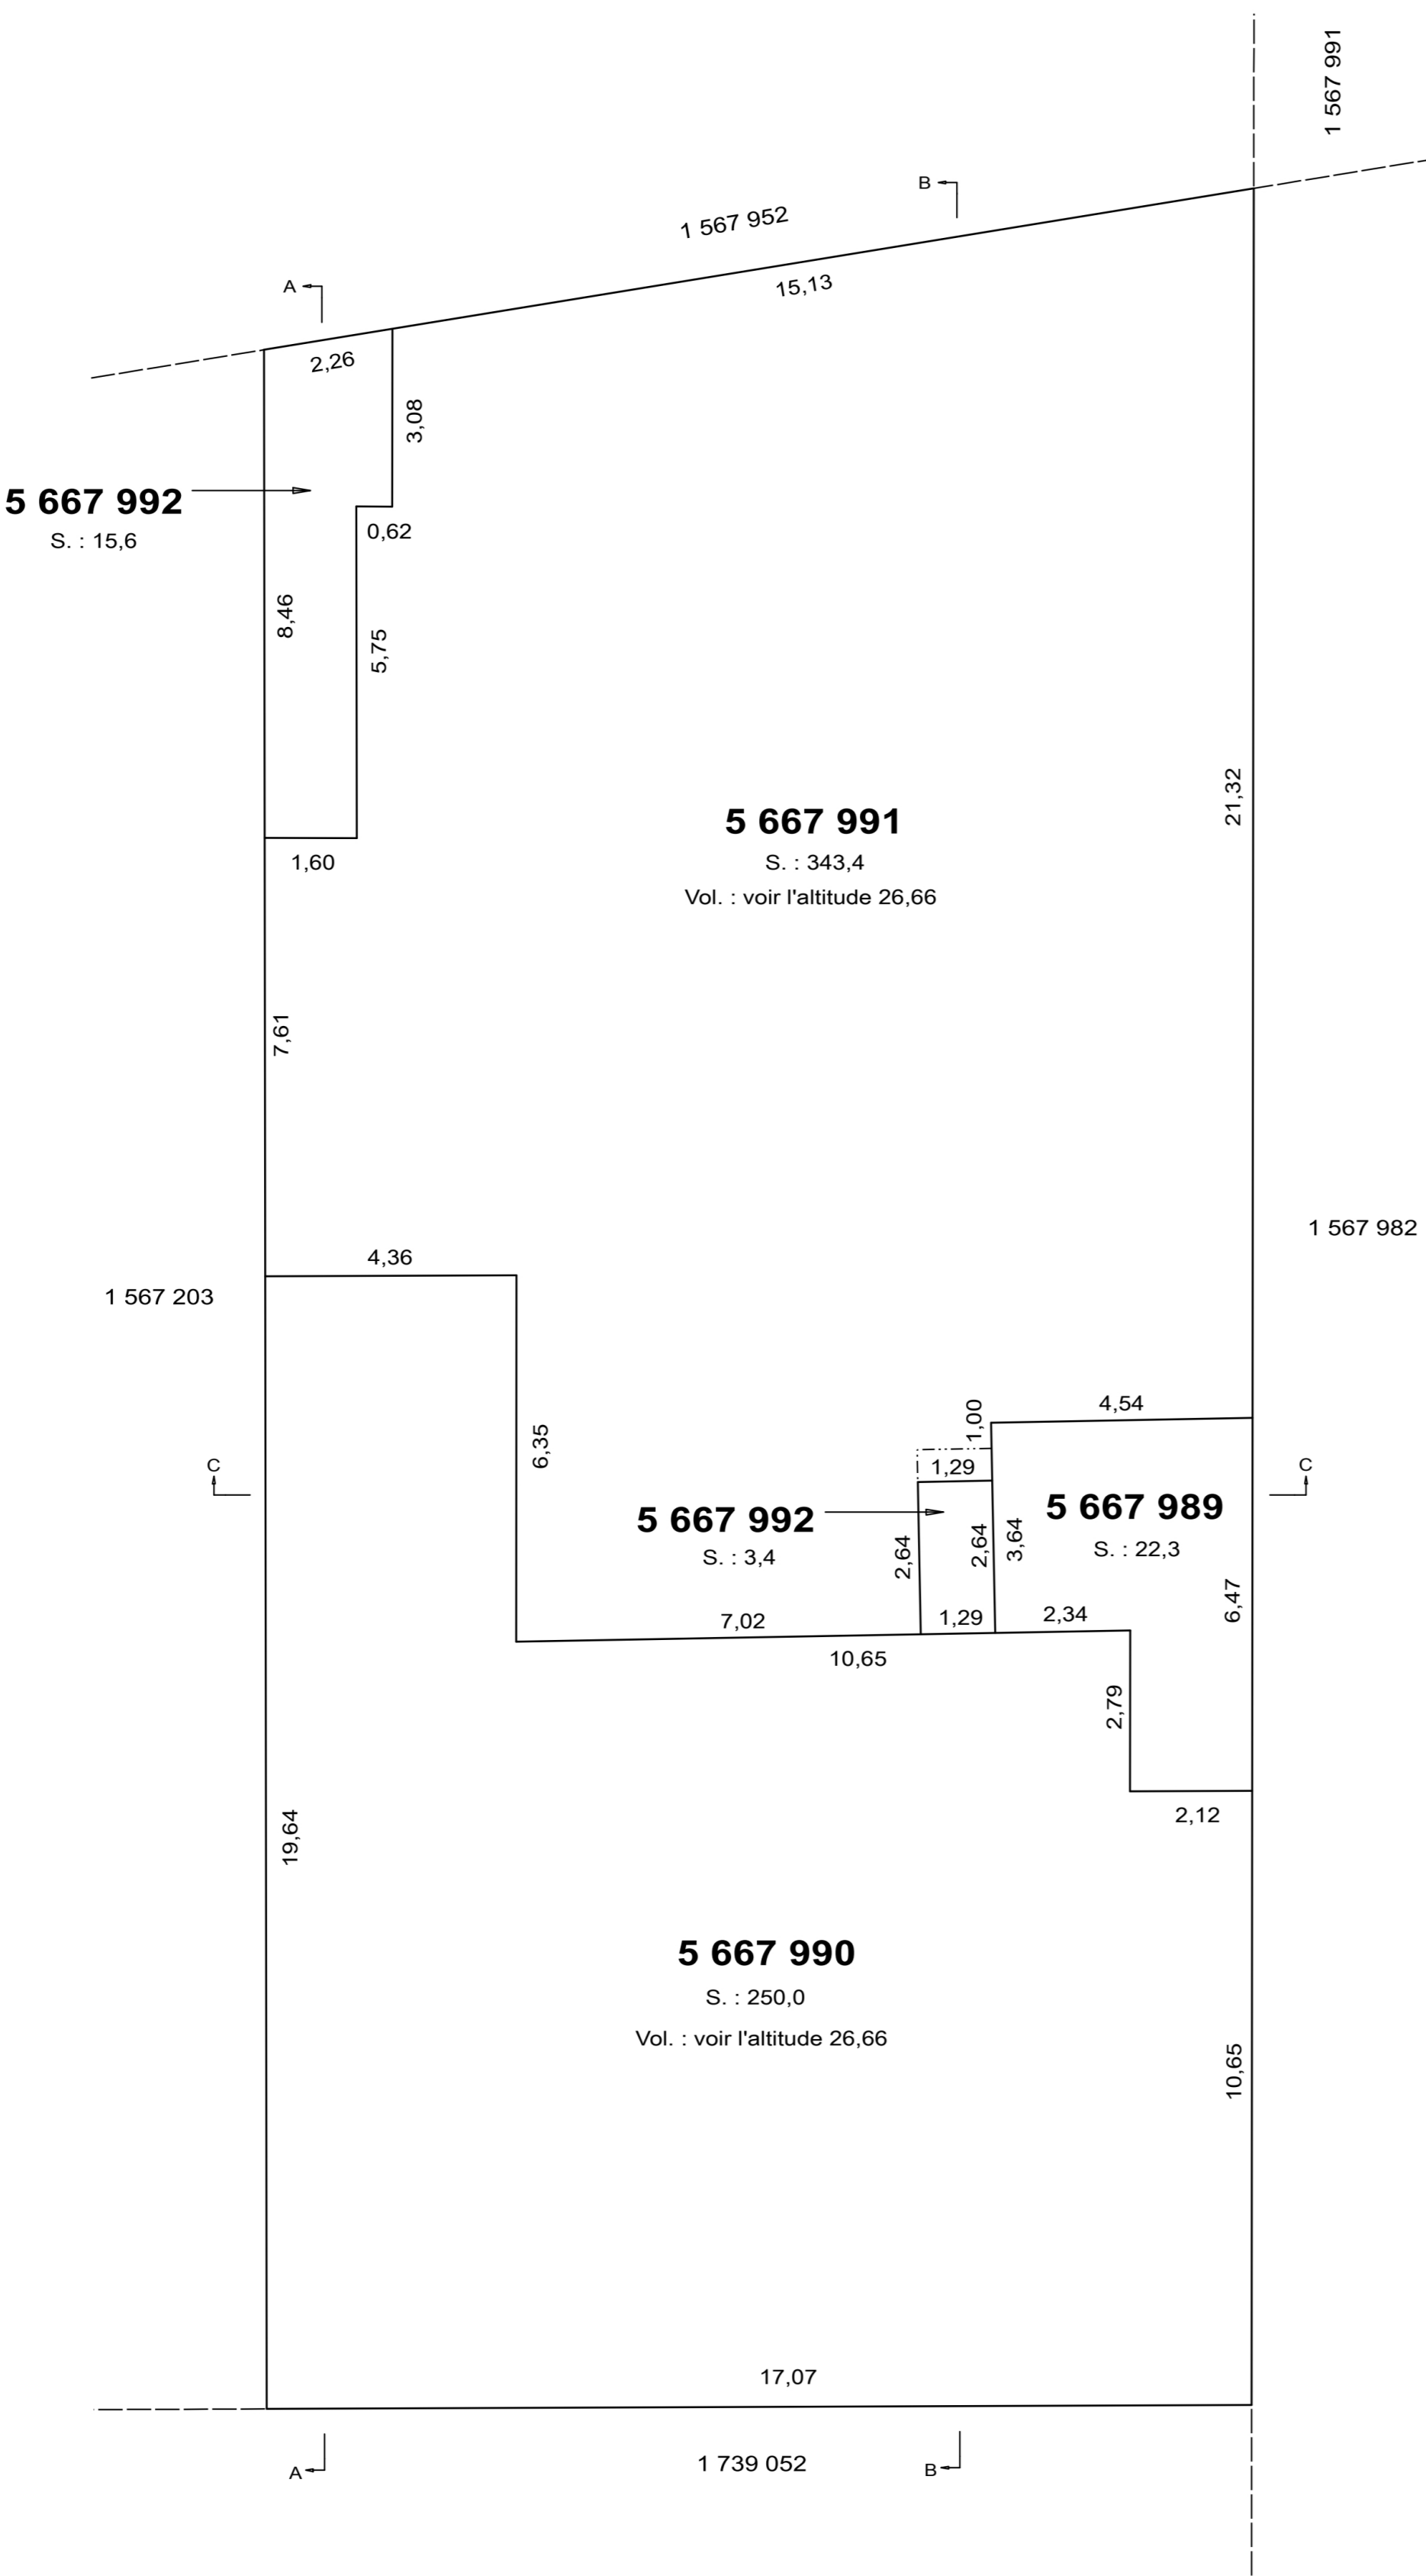 1 567 991
B
1 567 952
15,13
A
2,26
3,08
5 667 992
S. : 15,6
0,62
8,46
5,75
21,32
5 667 991
S. : 343,4
Vol. : voir l'altitude 26,66
1,60
7,61
1 567 982
4,36
1 567 203
6,35
4,54
1,00
C
1,29
C
5 667 992
S. : 3,4
2,64
2,64
3,64
5 667 989
S. : 22,3
6,47
7,02
1,29
2,34
10,65
2,79
2,12
19,64
5 667 990
S. : 250,0
Vol. : voir l'altitude 26,66
10,65
17,07
A
1 739 052
B